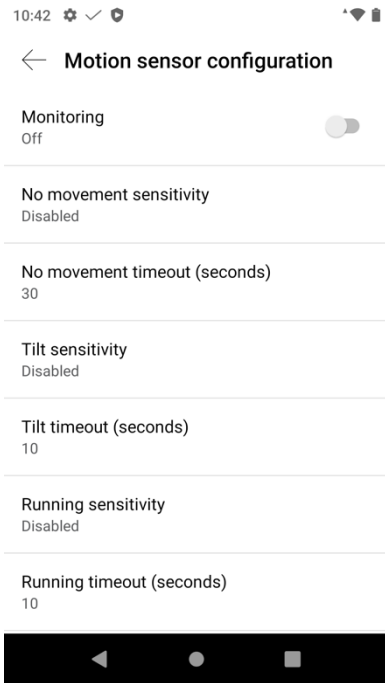 10:42
Motion sensor configuration
Monitoring
Off
No movement sensitivity
Disabled
No movement timeout (seconds)
30
Tilt sensitivity
Disabled
Tilt timeout (seconds)
10
Running sensitivity
Disabled
Running timeout (seconds)
10